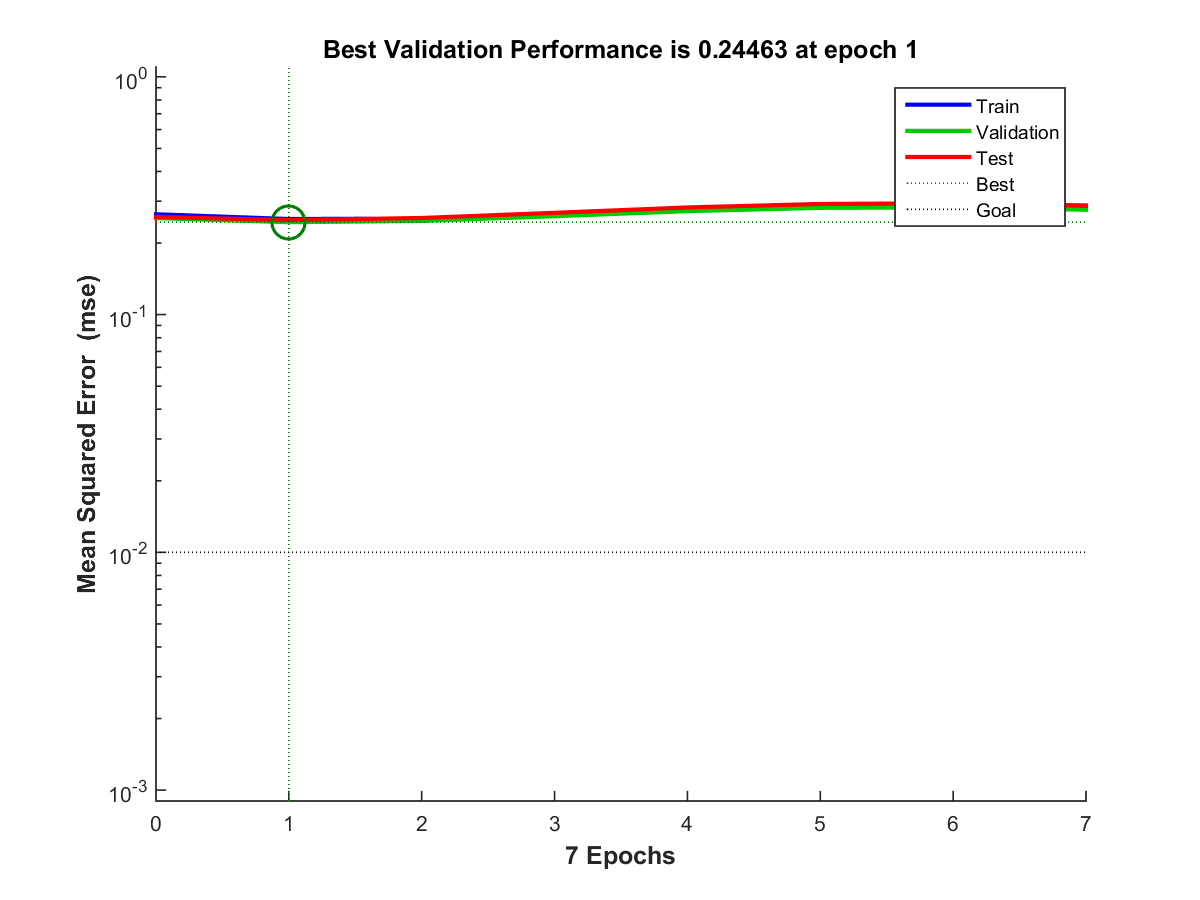 Best Validation Performance is 0.24463 at epoch 1
10^0
10^-1
10^-2
10^-3
Mean Squared Error (mse)
Train
Validation
Test
Best
Goal
0 1 2 3 4 5 6 7
7 Epochs